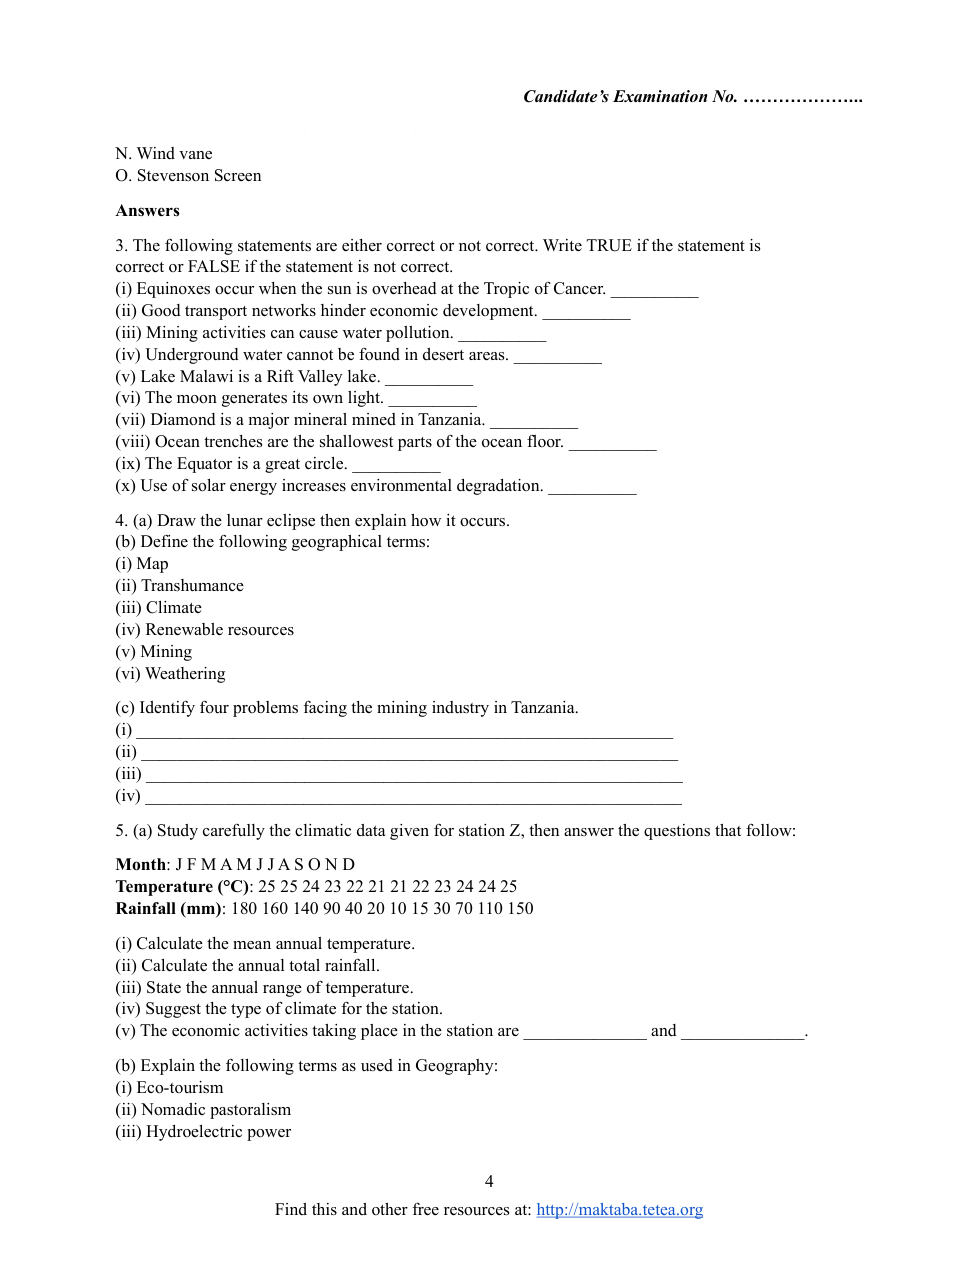 Candidate’s Examination No. ………………...
N. Wind vane
O. Stevenson Screen
Answers
3. The following statements are either correct or not correct. Write TRUE if the statement is
correct or FALSE if the statement is not correct.
(i) Equinoxes occur when the sun is overhead at the Tropic of Cancer. __________
(ii) Good transport networks hinder economic development. __________
(iii) Mining activities can cause water pollution. __________
(iv) Underground water cannot be found in desert areas. __________
(v) Lake Malawi is a Rift Valley lake. __________
(vi) The moon generates its own light. __________
(vii) Diamond is a major mineral mined in Tanzania. __________
(viii) Ocean trenches are the shallowest parts of the ocean floor. __________
(ix) The Equator is a great circle. __________
(x) Use of solar energy increases environmental degradation. __________
4. (a) Draw the lunar eclipse then explain how it occurs.
(b) Define the following geographical terms:
(i) Map
(ii) Transhumance
(iii) Climate
(iv) Renewable resources
(v) Mining
(vi) Weathering
(c) Identify four problems facing the mining industry in Tanzania.
(i) _____________________________________________________________
(ii) _____________________________________________________________
(iii) _____________________________________________________________
(iv) _____________________________________________________________
5. (a) Study carefully the climatic data given for station Z, then answer the questions that follow:
Month: J F M A M J J A S O N D
Temperature (°C): 25 25 24 23 22 21 21 22 23 24 24 25
Rainfall (mm): 180 160 140 90 40 20 10 15 30 70 110 150
(i) Calculate the mean annual temperature.
(ii) Calculate the annual total rainfall.
(iii) State the annual range of temperature.
(iv) Suggest the type of climate for the station.
(v) The economic activities taking place in the station are ______________ and ______________.
(b) Explain the following terms as used in Geography:
(i) Eco-tourism
(ii) Nomadic pastoralism
(iii) Hydroelectric power
4
Find this and other free resources at: http://maktaba.tetea.org